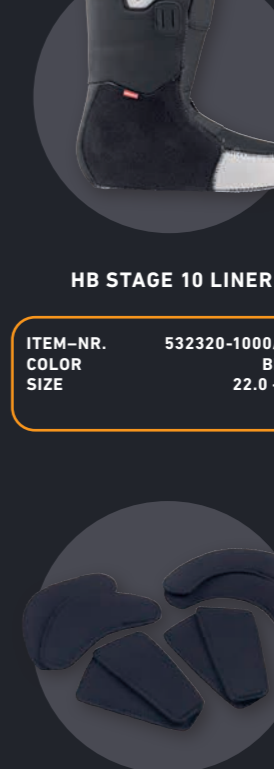 HB STAGE 10 LINER
ITEM–NR. 532320-1000
COLOR B
SIZE 22.0